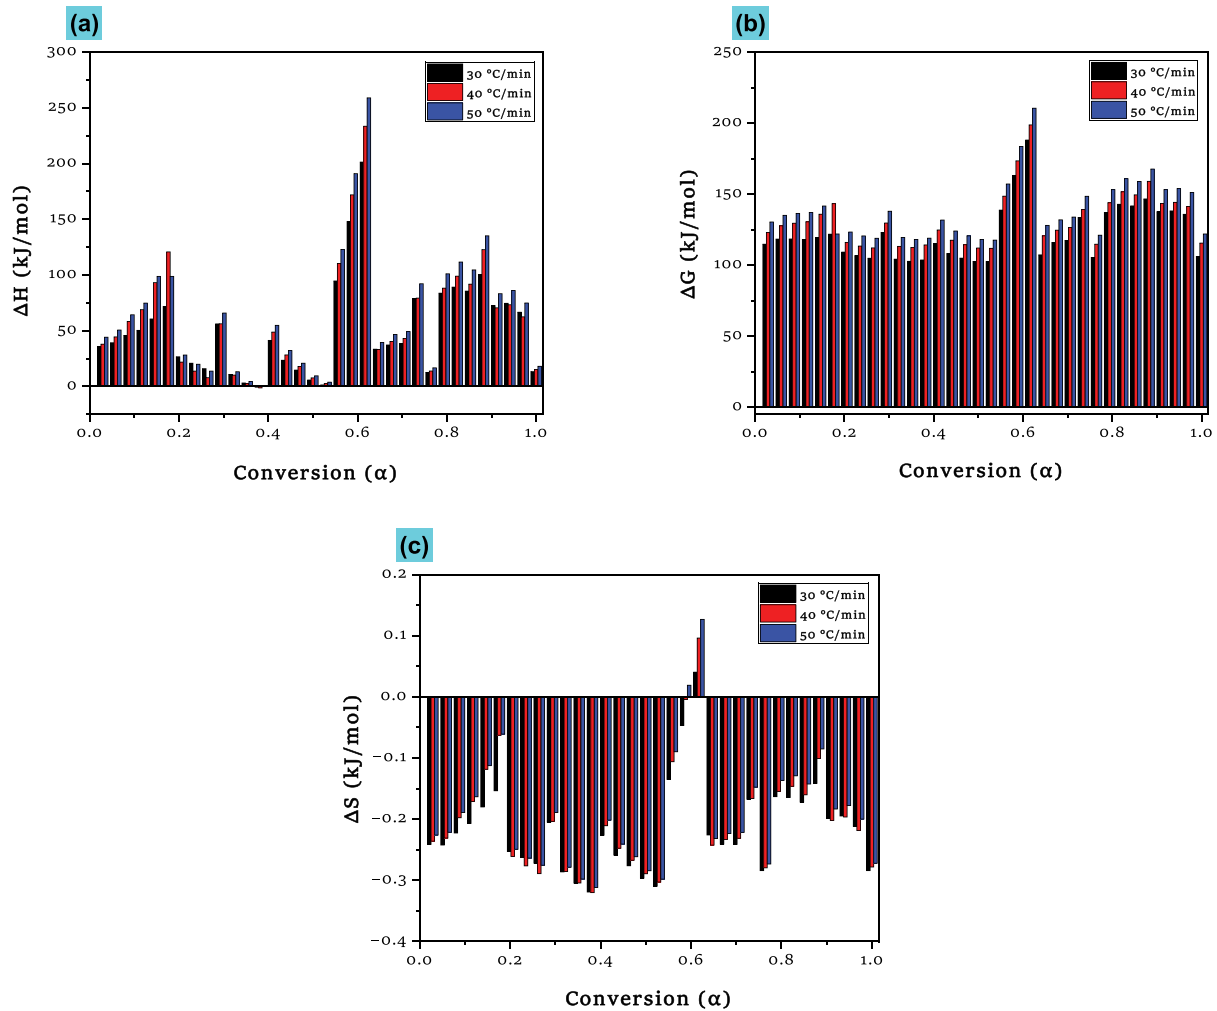 (a)
300
250
200
150
100
50
0
ΔH (kJ/mol)
30 °C/min
40 °C/min
50 °C/min
0.0 0.2 0.4 0.6 0.8 1.0
Conversion (α)
(b)
250
200
150
100
50
0
ΔG (kJ/mol)
30 °C/min
40 °C/min
50 °C/min
0.0 0.2 0.4 0.6 0.8 1.0
Conversion (α)
(c)
0.2
0.1
0.0
−0.1
−0.2
−0.3
−0.4
ΔS (kJ/mol)
30 °C/min
40 °C/min
50 °C/min
0.0 0.2 0.4 0.6 0.8 1.0
Conversion (α)